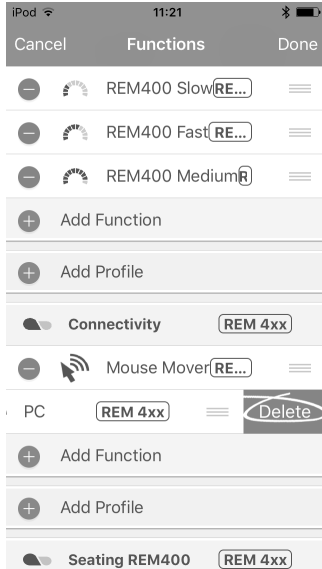 iPod 11:21
Cancel Functions Done
REM400 Slow RE...
REM400 Fast RE...
REM400 Medium R
Add Function
Add Profile
Connectivity REM 4xx
Mouse Mover RE...
PC REM 4xx Delete
Add Function
Add Profile
Seating REM400 REM 4xx